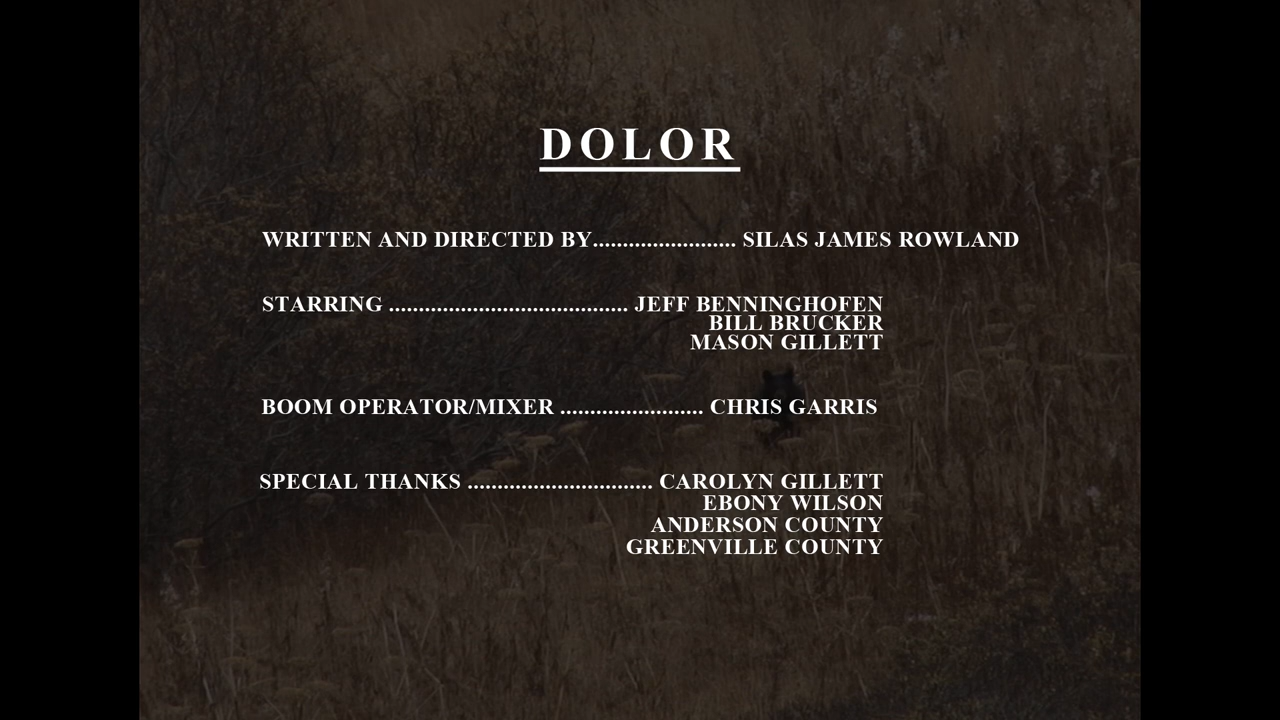 DOLOR
WRITTEN AND DIRECTED BY........................ SILAS JAMES ROWLAND
STARRING ........................................ JEFF BENNINGHOFEN
BILL BRUCKER
MASON GILLETT
BOOM OPERATOR/MIXER ........................ CHRIS GARRIS
SPECIAL THANKS ............................... CAROLYN GILLETT
EBONY WILSON
ANDERSON COUNTY
GREENVILLE COUNTY